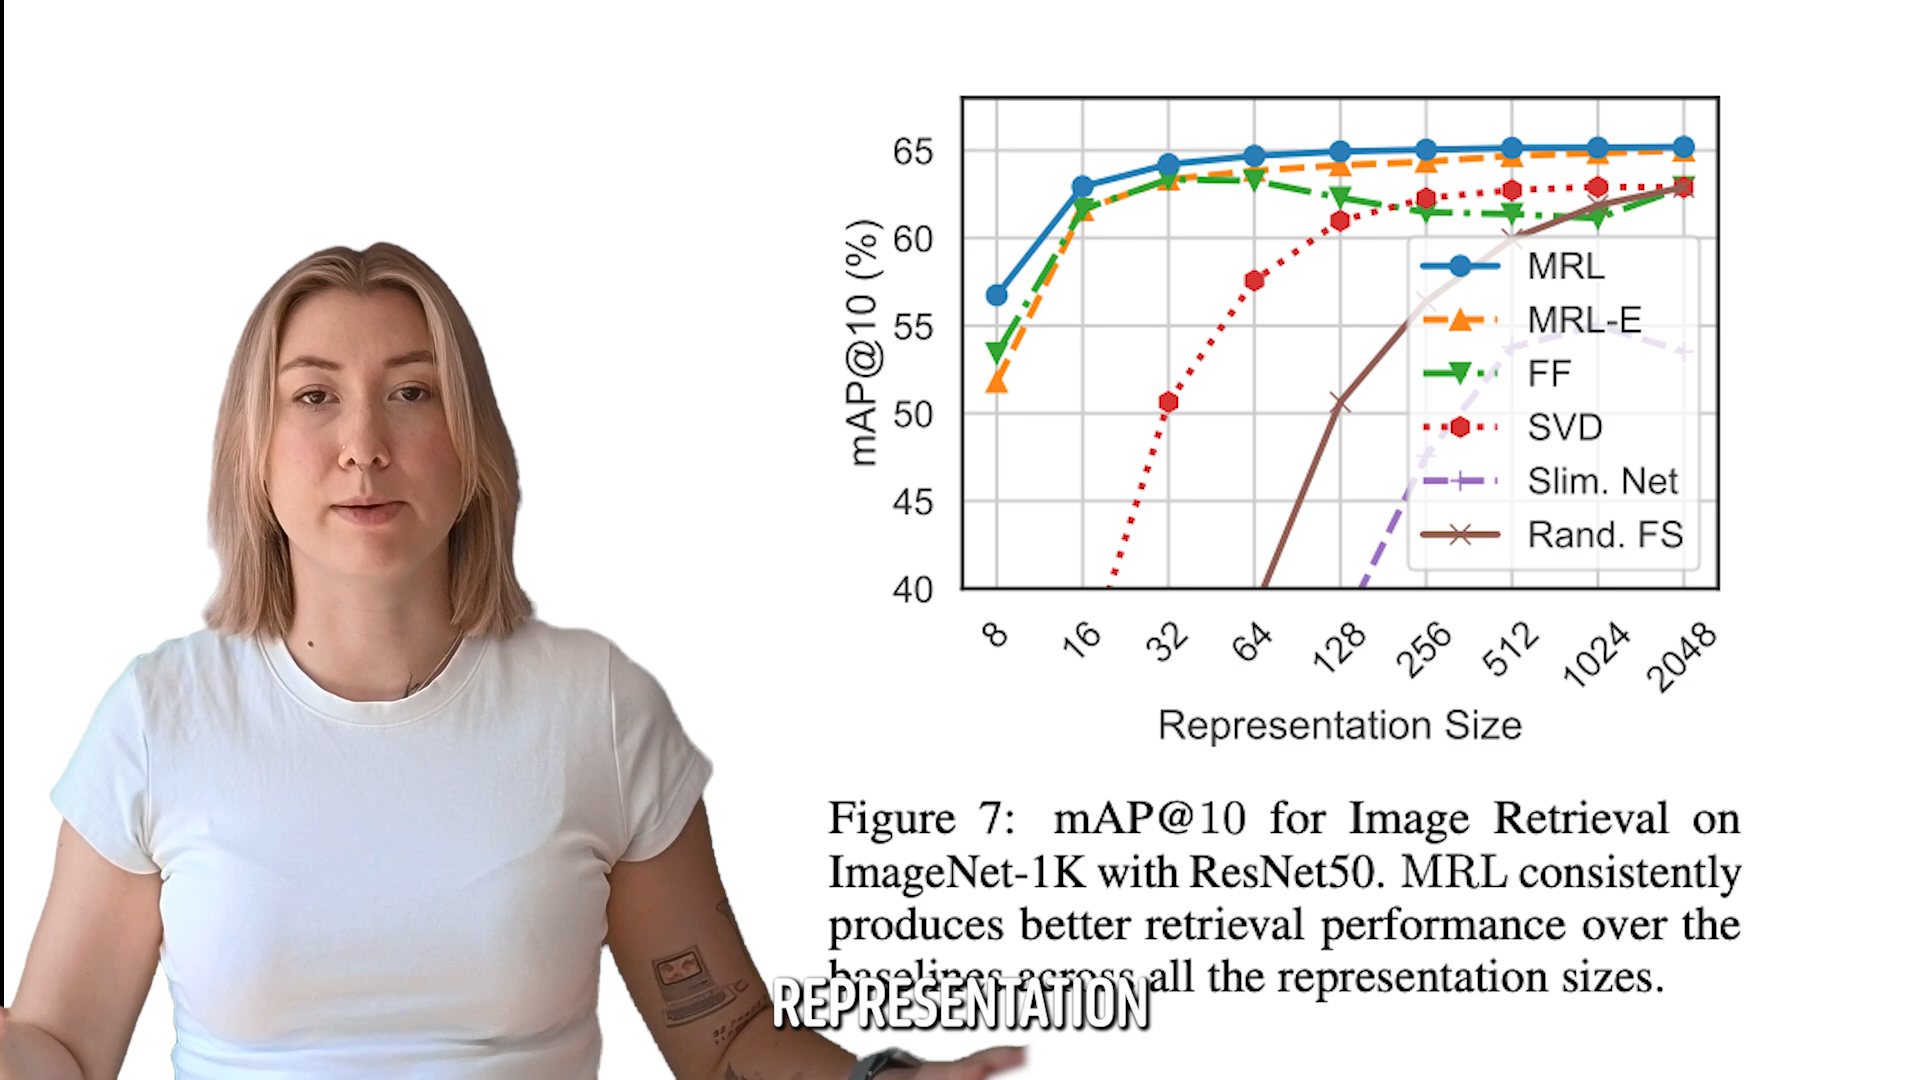 65
60
55
50
45
40
mAP@10 (%)
MRL
MRL-E
FF
SVD
Slim. Net
Rand. FS
8 16 32 64 128 256 512 1024 2048
Representation Size
Figure 7: mAP@10 for Image Retrieval on
ImageNet-1K with ResNet50. MRL consistently
produces better retrieval performance over the
baselines across all the representation sizes.
REPRESENTATION